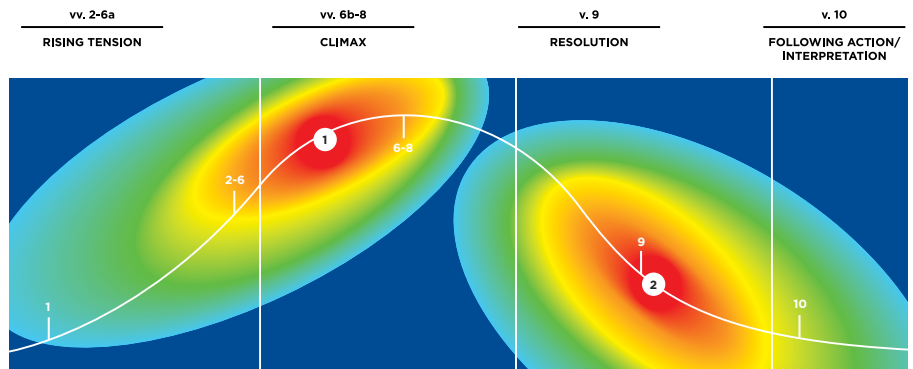 vv. 2-6a
RISING TENSION
vv. 6b-8
CLIMAX
v. 9
RESOLUTION
v. 10
FOLLOWING ACTION/
INTERPRETATION
1
2-6
1
6-8
9
2
10